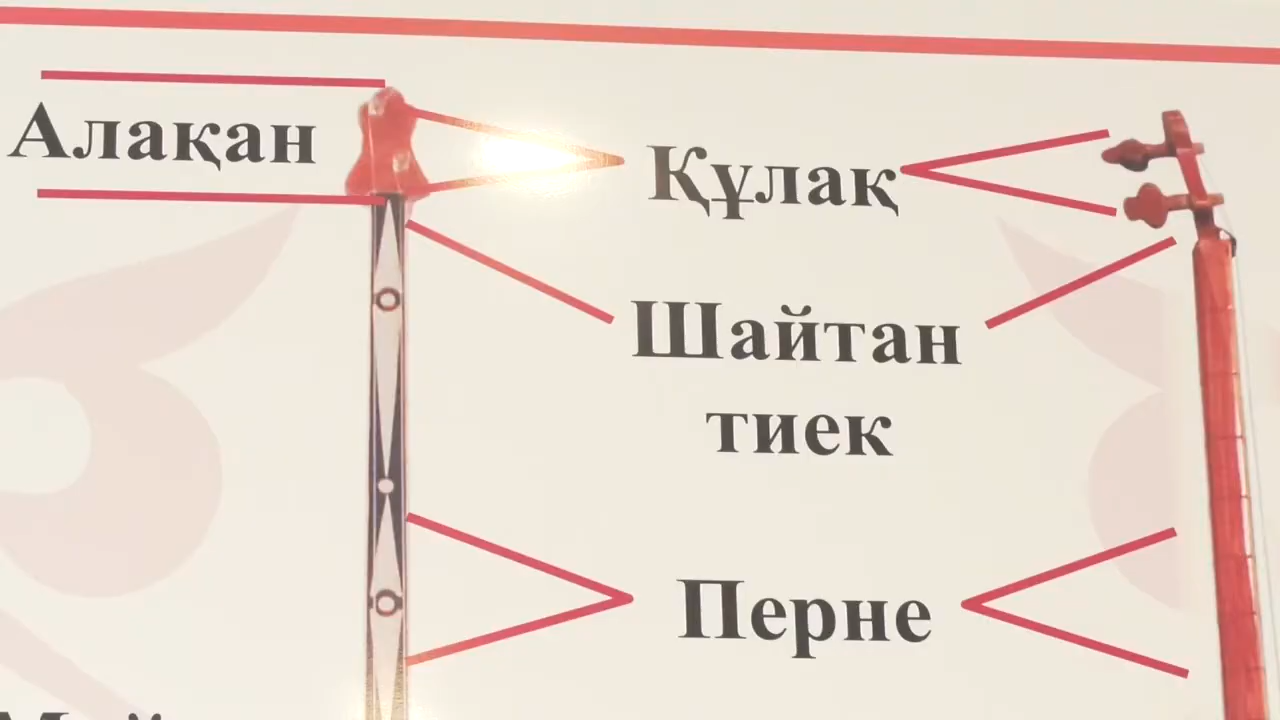 Алақан
Құлақ
Шайтан
тиек
Перне